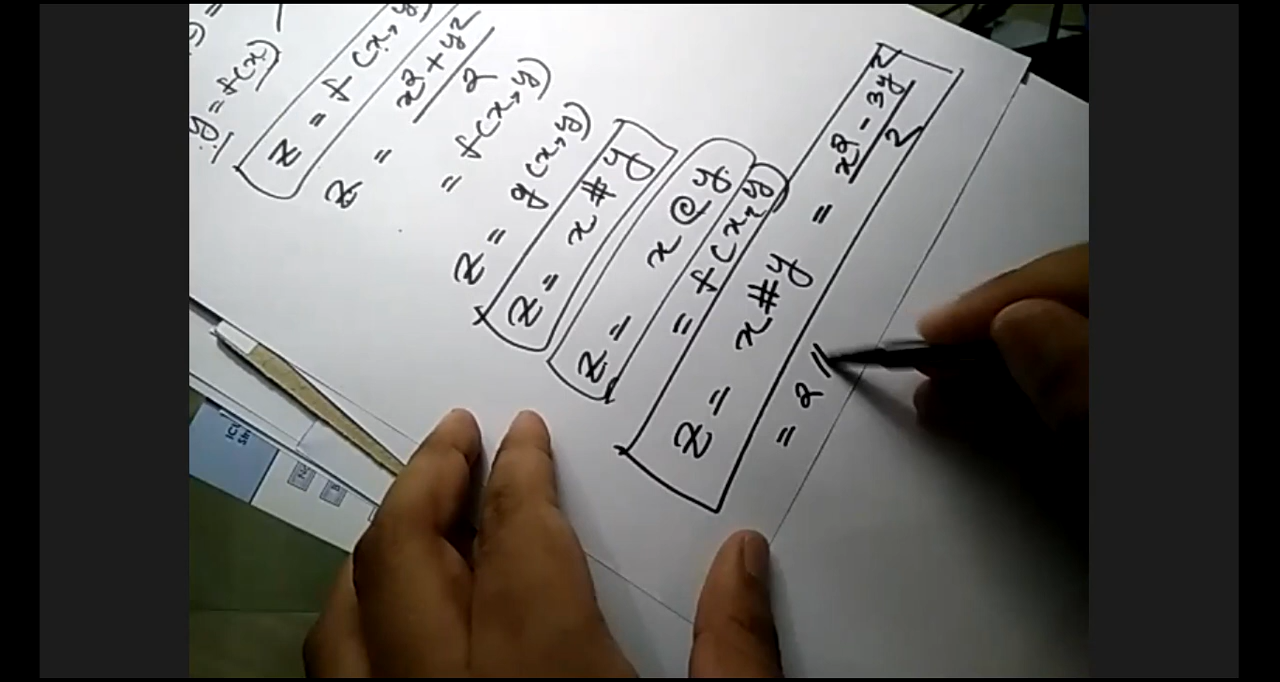 y = f(x)
z = f(x, y)
z = x² + y² / 2
= f(x, y)
z = g(x, y)
z = x # y
z = x @ y
= f(x, y)
z = x # y = x² - 3y² / 2
= 2 "